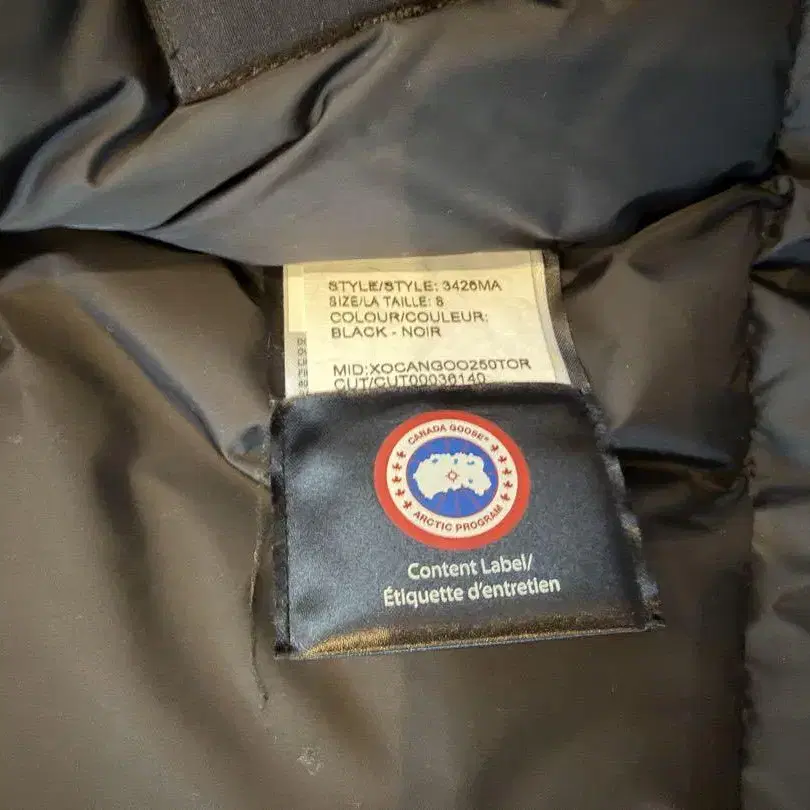 STYLE/STYLE: 3426MA
SIZE/LA TAILLE: S
COLOUR/COULEUR:
BLACK - NOIR
MID:XOCANGOO250TOR
CUT/CUT00036140
CANADA GOOSE®
ARCTIC PROGRAM
Content Label/
Étiquette d'entretien